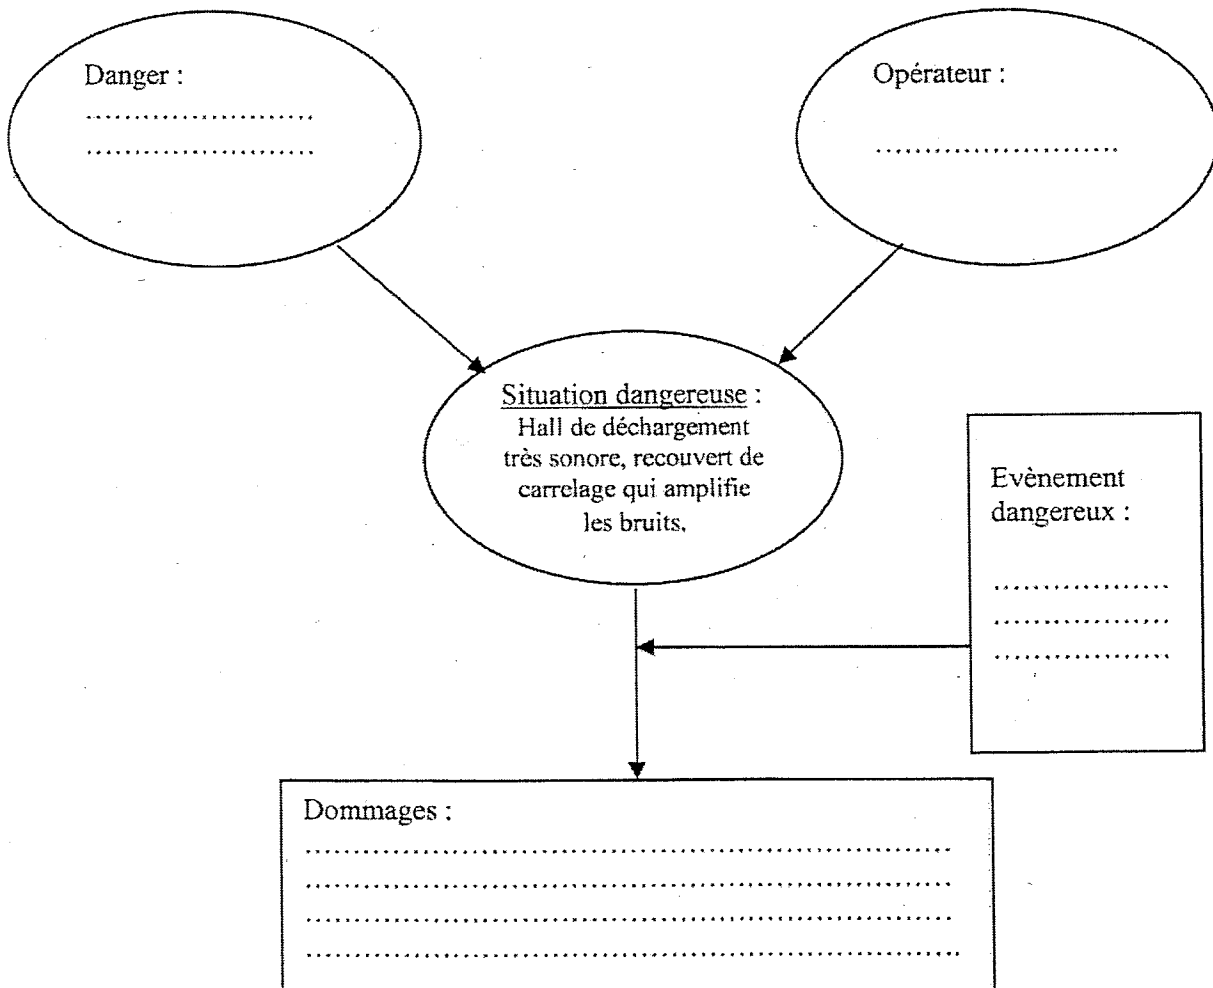 Danger :
........................
........................
Opérateur :
.........................
Situation dangereuse :
Hall de déchargement
très sonore, recouvert de
carrelage qui amplifie
les bruits.
Evènement
dangereux :
...................
...................
...................
Dommages :
......................................................................
......................................................................
......................................................................
.......................................................................